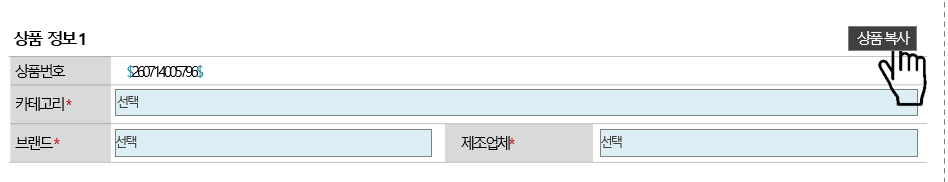 상품 정보1
상품복사
상품번호 $260714005796$
카테고리* 선택
브랜드* 선택 제조업체* 선택